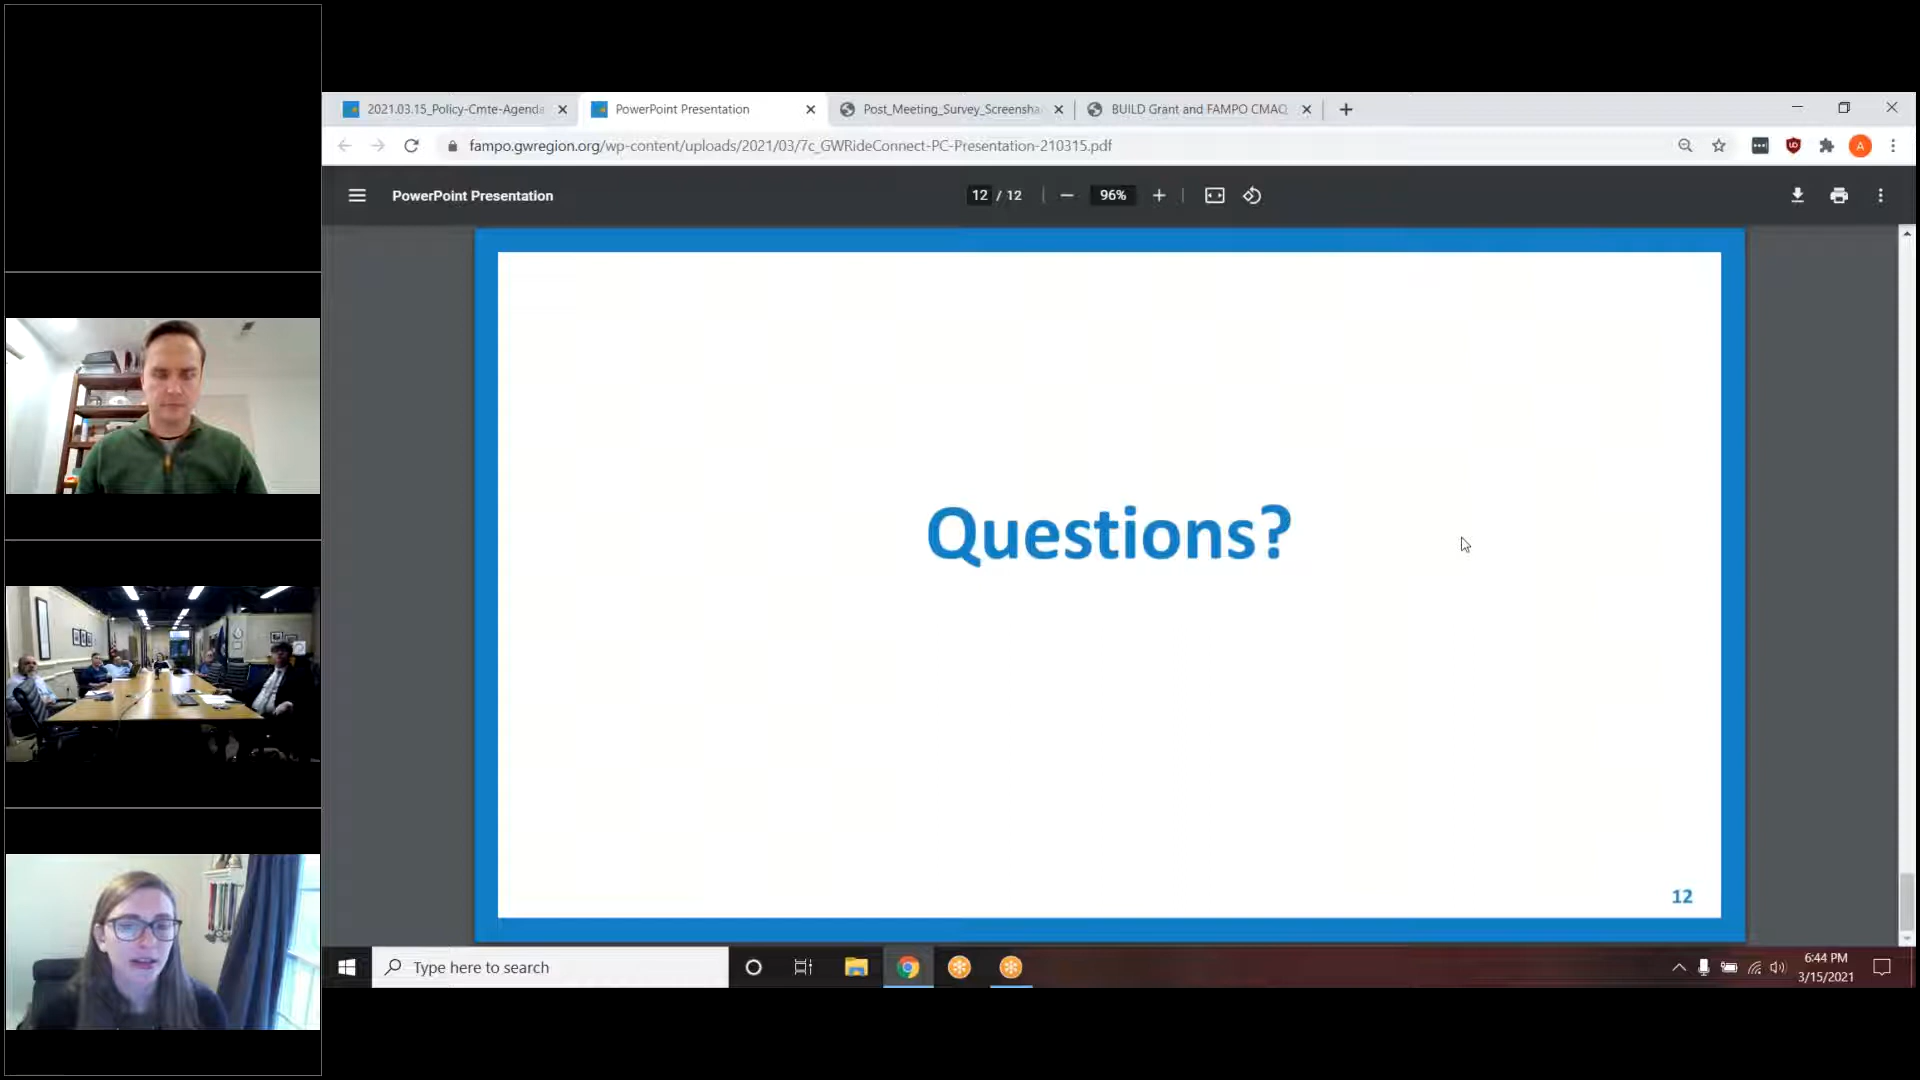 2021.03.15_Policy-Cmte-Agenda
PowerPoint Presentation
Post_Meeting_Survey_Screensha
BUILD Grant and FAMPO CMAQ
fampo.gwregion.org/wp-content/uploads/2021/03/7c_GWRideConnect-PC-Presentation-210315.pdf
A
PowerPoint Presentation
12 / 12
96%
Questions?
12
Type here to search
6:44 PM
3/15/2021